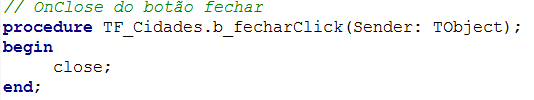 // OnClose do botão fechar
procedure TF_Cidades.b_fecharClick(Sender: TObject);
begin
     close;
end;